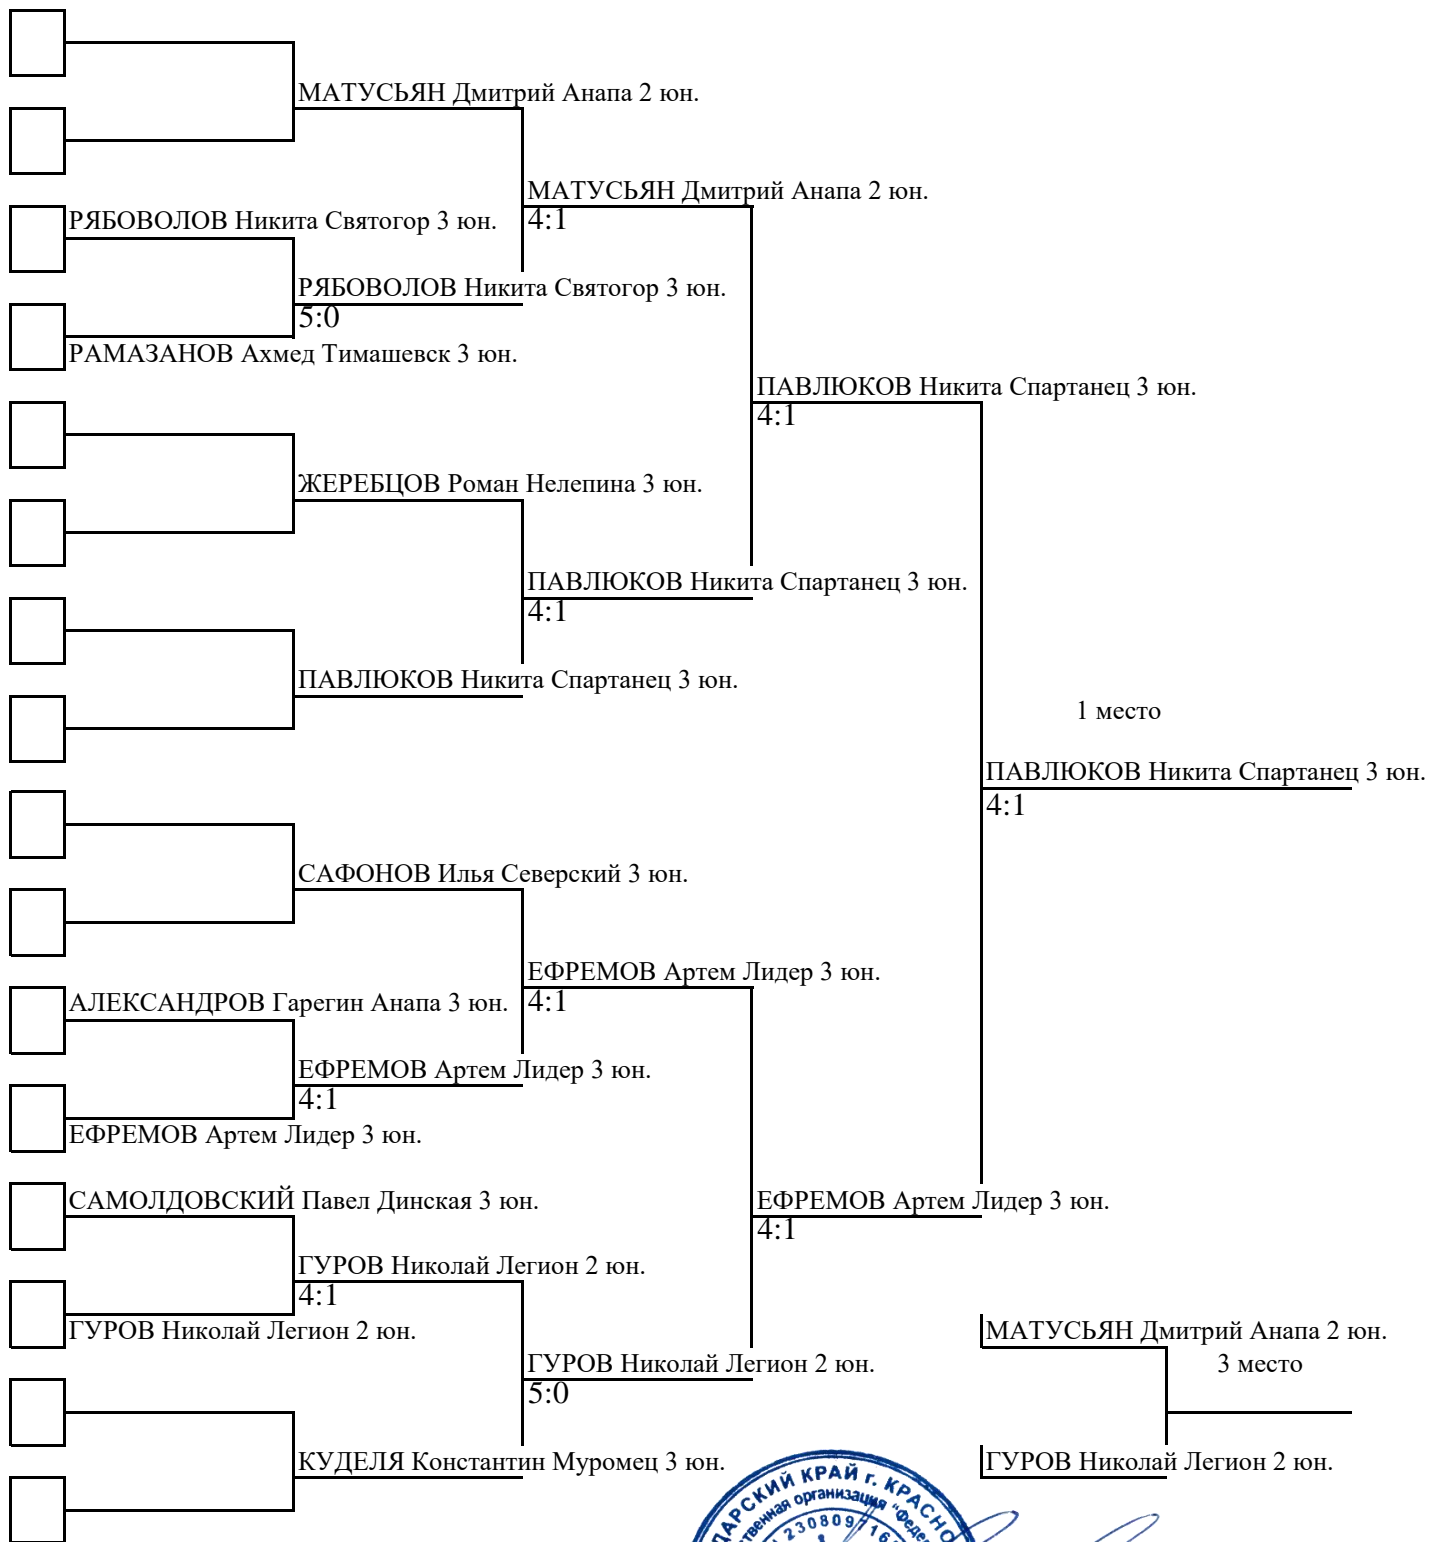 МАТУСЬЯН Дмитрий Анапа 2 юн.
МАТУСЬЯН Дмитрий Анапа 2 юн.
4:1
РЯБОВОЛОВ Никита Святогор 3 юн.
РЯБОВОЛОВ Никита Святогор 3 юн.
5:0
РАМАЗАНОВ Ахмед Тимашевск 3 юн.
ПАВЛЮКОВ Никита Спартанец 3 юн.
4:1
ЖЕРЕБЦОВ Роман Нелепина 3 юн.
ПАВЛЮКОВ Никита Спартанец 3 юн.
4:1
ПАВЛЮКОВ Никита Спартанец 3 юн.
1 место
ПАВЛЮКОВ Никита Спартанец 3 юн.
4:1
САФОНОВ Илья Северский 3 юн.
ЕФРЕМОВ Артем Лидер 3 юн.
4:1
АЛЕКСАНДРОВ Гарегин Анапа 3 юн.
ЕФРЕМОВ Артем Лидер 3 юн.
4:1
ЕФРЕМОВ Артем Лидер 3 юн.
САМОЛДОВСКИЙ Павел Динская 3 юн.
ЕФРЕМОВ Артем Лидер 3 юн.
4:1
ГУРОВ Николай Легион 2 юн.
4:1
ГУРОВ Николай Легион 2 юн.
МАТУСЬЯН Дмитрий Анапа 2 юн.
3 место
ГУРОВ Николай Легион 2 юн.
5:0
КУДЕЛЯ Константин Муромец 3 юн.
ГУРОВ Николай Легион 2 юн.
ДАРСКИЙ КРАЙ г. КРАСНО
организация